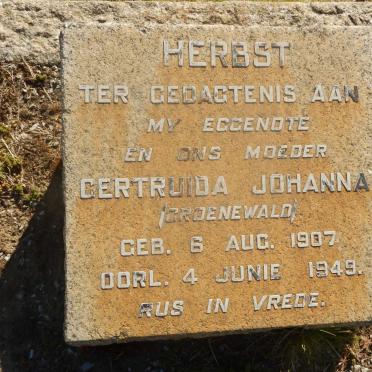 HERBST
TER GEDAGTENIS AAN
MY EGGENOTE
EN ONS MOEDER
GERTRUIDA JOHANNA
(GROENEWALD)
GEB. 6 AUG. 1907.
OORL. 4 JUNIE 1949.
RUS IN VREDE.